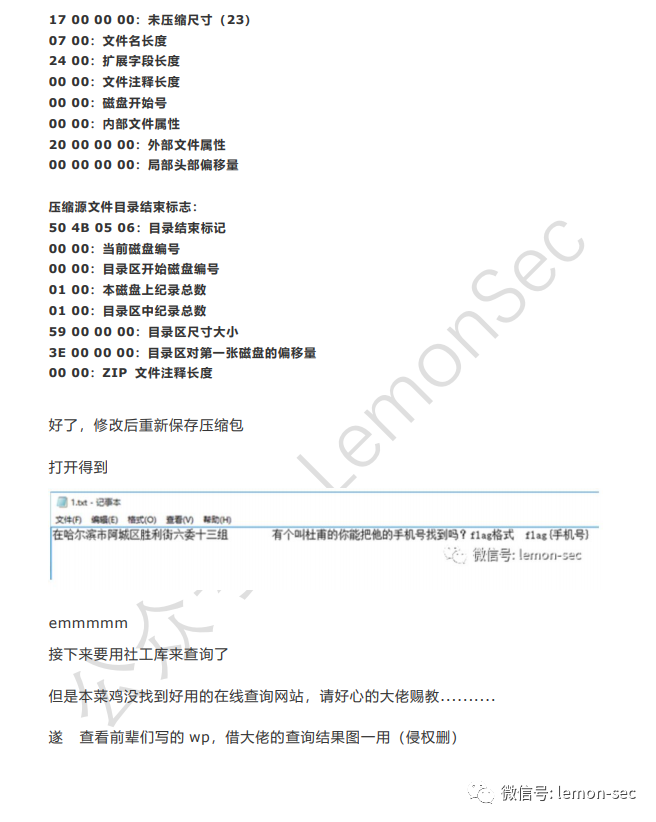 17 00 00 00：未压缩尺寸（23）
07 00：文件名长度
24 00：扩展字段长度
00 00：文件注释长度
00 00：磁盘开始号
00 00：内部文件属性
20 00 00 00：外部文件属性
00 00 00 00：局部头部偏移量
压缩源文件目录结束标志：
50 4B 05 06：目录结束标记
00 00：当前磁盘编号
00 00：目录区开始磁盘编号
01 00：本磁盘上纪录总数
01 00：目录区中纪录总数
59 00 00 00：目录区尺寸大小
3E 00 00 00：目录区对第一张磁盘的偏移量
00 00：ZIP 文件注释长度
好了，修改后重新保存压缩包
打开得到
1.txt - 记事本
文件(F) 编辑(E) 格式(O) 查看(V) 帮助(H)
在哈尔滨市阿城区胜利街六委十三组 有个叫杜甫的你能把他的手机号找到吗？flag格式 flag(手机号)
微信号: lemon-sec
emmmmm
接下来要用社工库来查询了
但是本菜鸡没找到好用的在线查询网站，请好心的大佬赐教..........
遂 查看前辈们写的 wp，借大佬的查询结果图一用（侵权删）
公众号
LemonSec
微信号: lemon-sec